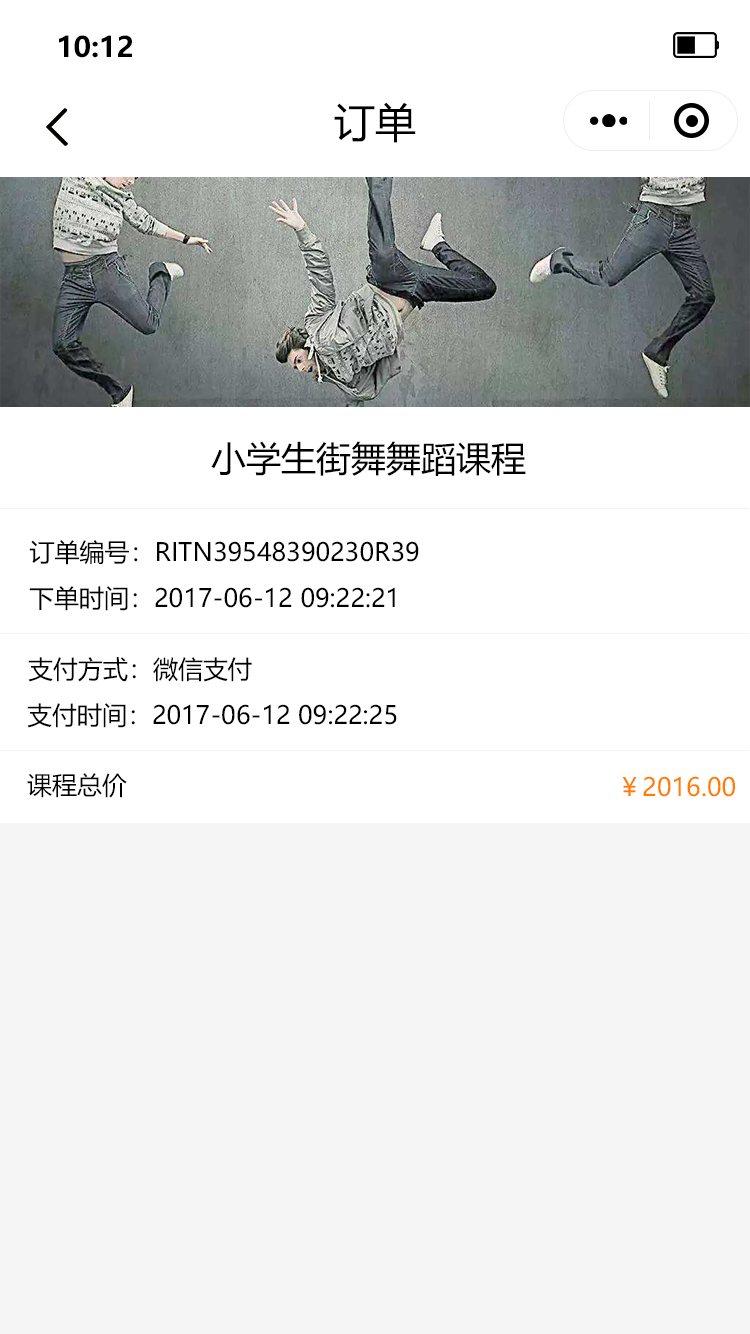 10:12
订单
小学生街舞舞蹈课程
订单编号：RITN39548390230R39
下单时间：2017-06-12 09:22:21
支付方式：微信支付
支付时间：2017-06-12 09:22:25
课程总价 ¥2016.00